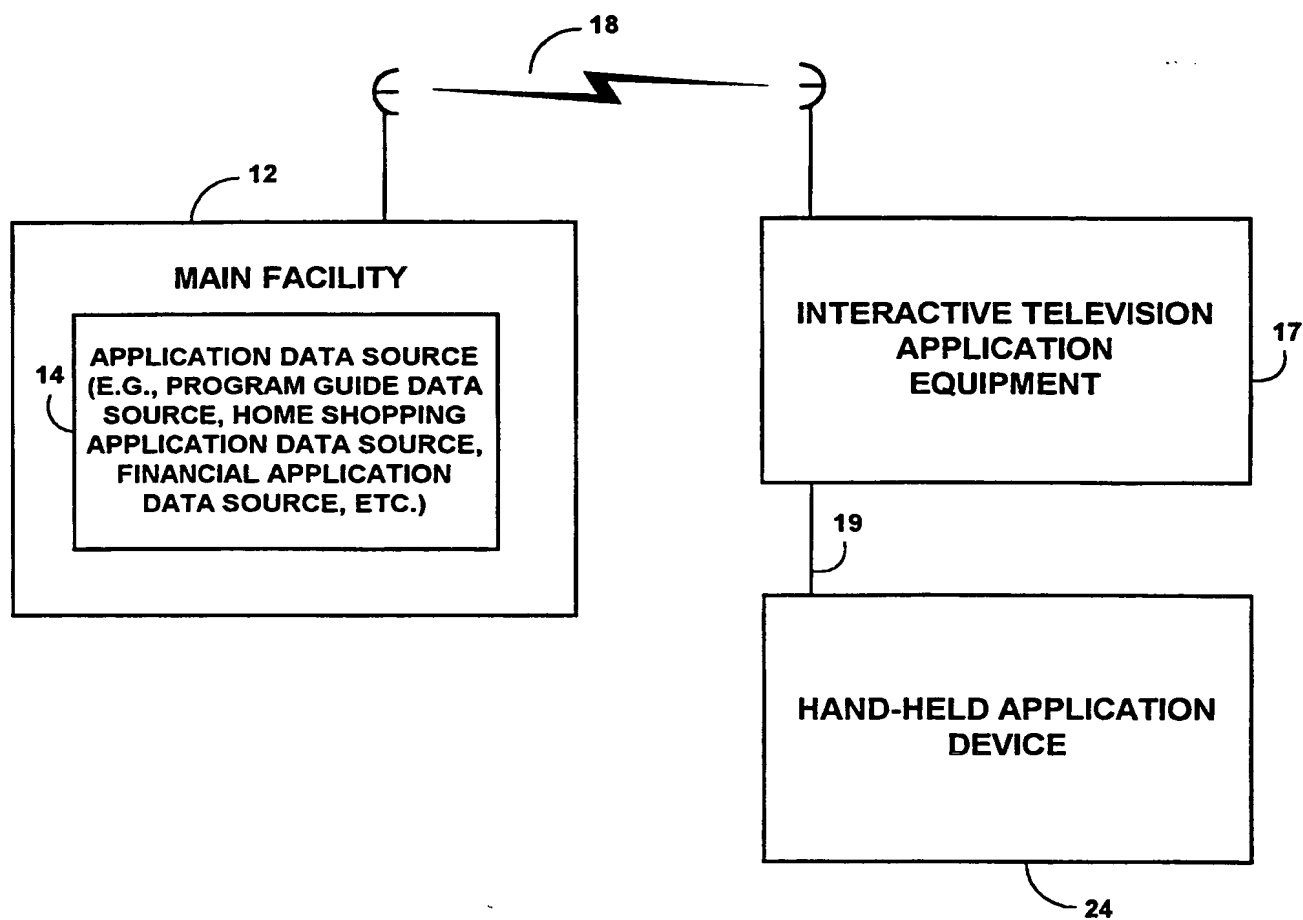 18
12
MAIN FACILITY
14
APPLICATION DATA SOURCE
(E.G., PROGRAM GUIDE DATA
SOURCE, HOME SHOPPING
APPLICATION DATA SOURCE,
FINANCIAL APPLICATION
DATA SOURCE, ETC.)
INTERACTIVE TELEVISION
APPLICATION
EQUIPMENT
17
19
HAND-HELD APPLICATION
DEVICE
24